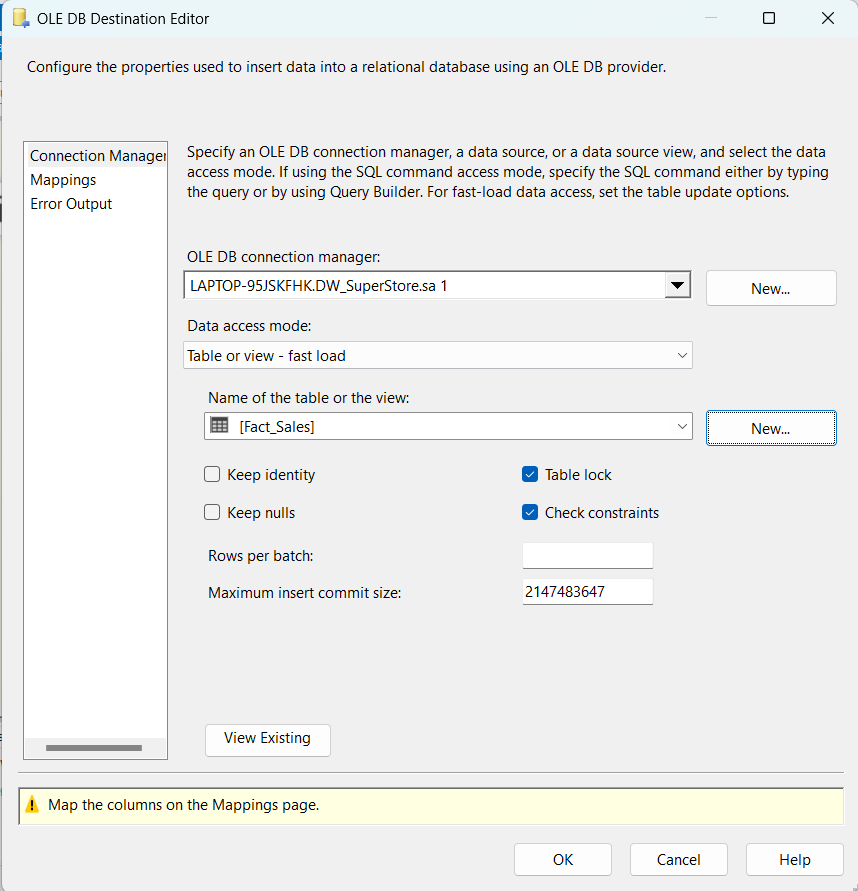 OLE DB Destination Editor
Configure the properties used to insert data into a relational database using an OLE DB provider.
Connection Manager
Mappings
Error Output
Specify an OLE DB connection manager, a data source, or a data source view, and select the data
access mode. If using the SQL command access mode, specify the SQL command either by typing
the query or by using Query Builder. For fast-load data access, set the table update options.
OLE DB connection manager:
LAPTOP-95JSKFHK.DW_SuperStore.sa 1
New...
Data access mode:
Table or view - fast load
Name of the table or the view:
[Fact_Sales]
New...
Keep identity
Table lock
Keep nulls
Check constraints
Rows per batch:
Maximum insert commit size:
2147483647
View Existing
Map the columns on the Mappings page.
OK
Cancel
Help